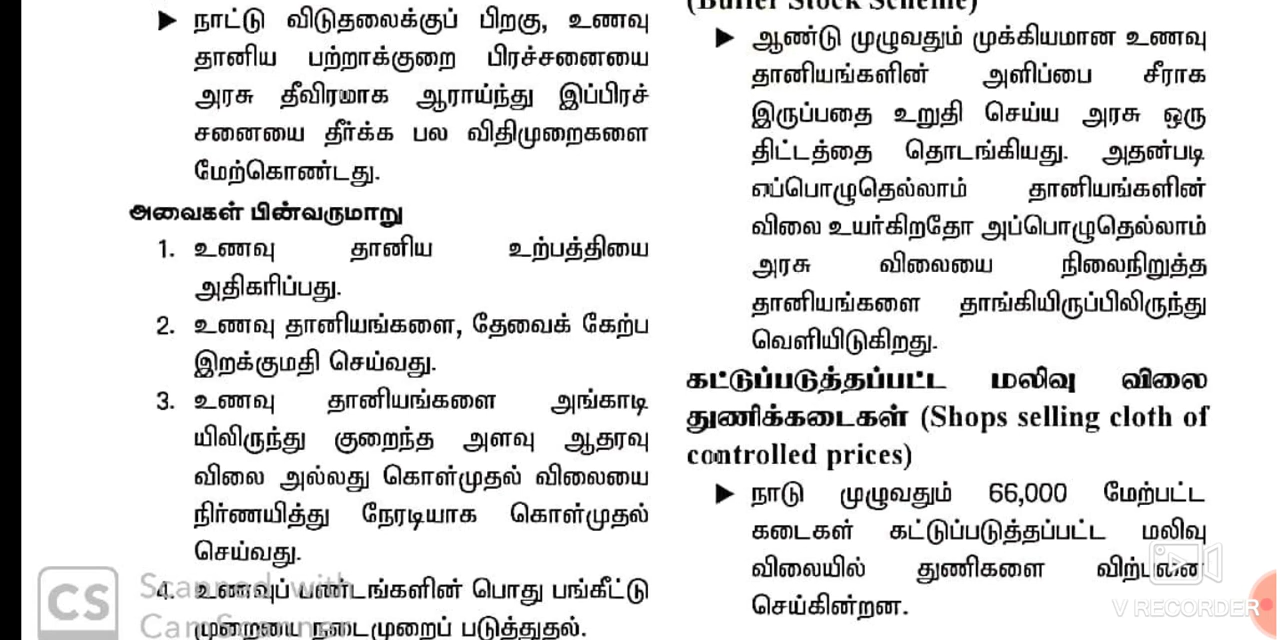 ▶ நாட்டு விடுதலைக்குப் பிறகு, உணவு
தானிய பற்றாக்குறை பிரச்சனையை
அரசு தீவிரமாக ஆராய்ந்து இப்பிரச்
சனையை தீர்க்க பல விதிமுறைகளை
மேற்கொண்டது.
அவைகள் பின்வருமாறு
1. உணவு தானிய உற்பத்தியை
அதிகரிப்பது.
2. உணவு தானியங்களை, தேவைக் கேற்ப
இறக்குமதி செய்வது.
3. உணவு தானியங்களை அங்காடி
யிலிருந்து குறைந்த அளவு ஆதரவு
விலை அல்லது கொள்முதல் விலையை
நிர்ணயித்து நேரடியாக கொள்முதல்
செய்வது.
4. உணவுப் பண்டங்களின் பொது பங்கீட்டு
முறையை நடைமுறைப் படுத்துதல்.
(Buffer Stock Scheme)
▶ ஆண்டு முழுவதும் முக்கியமான உணவு
தானியங்களின் அளிப்பை சீராக
இருப்பதை உறுதி செய்ய அரசு ஒரு
திட்டத்தை தொடங்கியது. அதன்படி
எப்பொழுதெல்லாம் தானியங்களின்
விலை உயர்கிறதோ அப்பொழுதெல்லாம்
அரசு விலையை நிலைநிறுத்த
தானியங்களை தாங்கியிருப்பிலிருந்து
வெளியிடுகிறது.
கட்டுப்படுத்தப்பட்ட மலிவு விலை
துணிக்கடைகள் (Shops selling cloth of
controlled prices)
▶ நாடு முழுவதும் 66,000 மேற்பட்ட
கடைகள் கட்டுப்படுத்தப்பட்ட மலிவு
விலையில் துணிகளை விற்பனை
செய்கின்றன.
CS Scanned with
CamScanner
V RECORDER